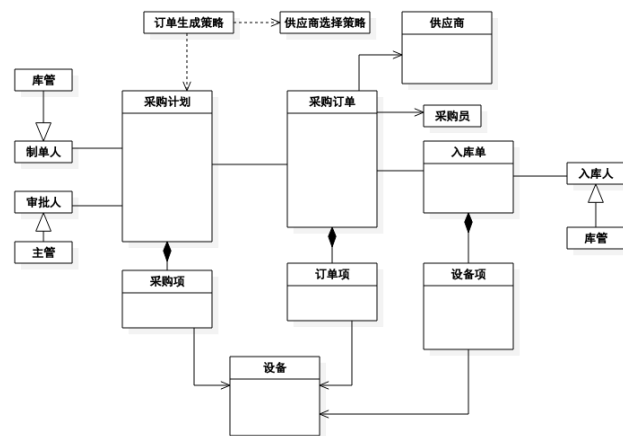 订单生成策略
供应商选择策略
供应商
库管
采购计划
采购订单
采购员
制单人
入库单
入库人
审批人
主管
库管
采购项
订单项
设备项
设备